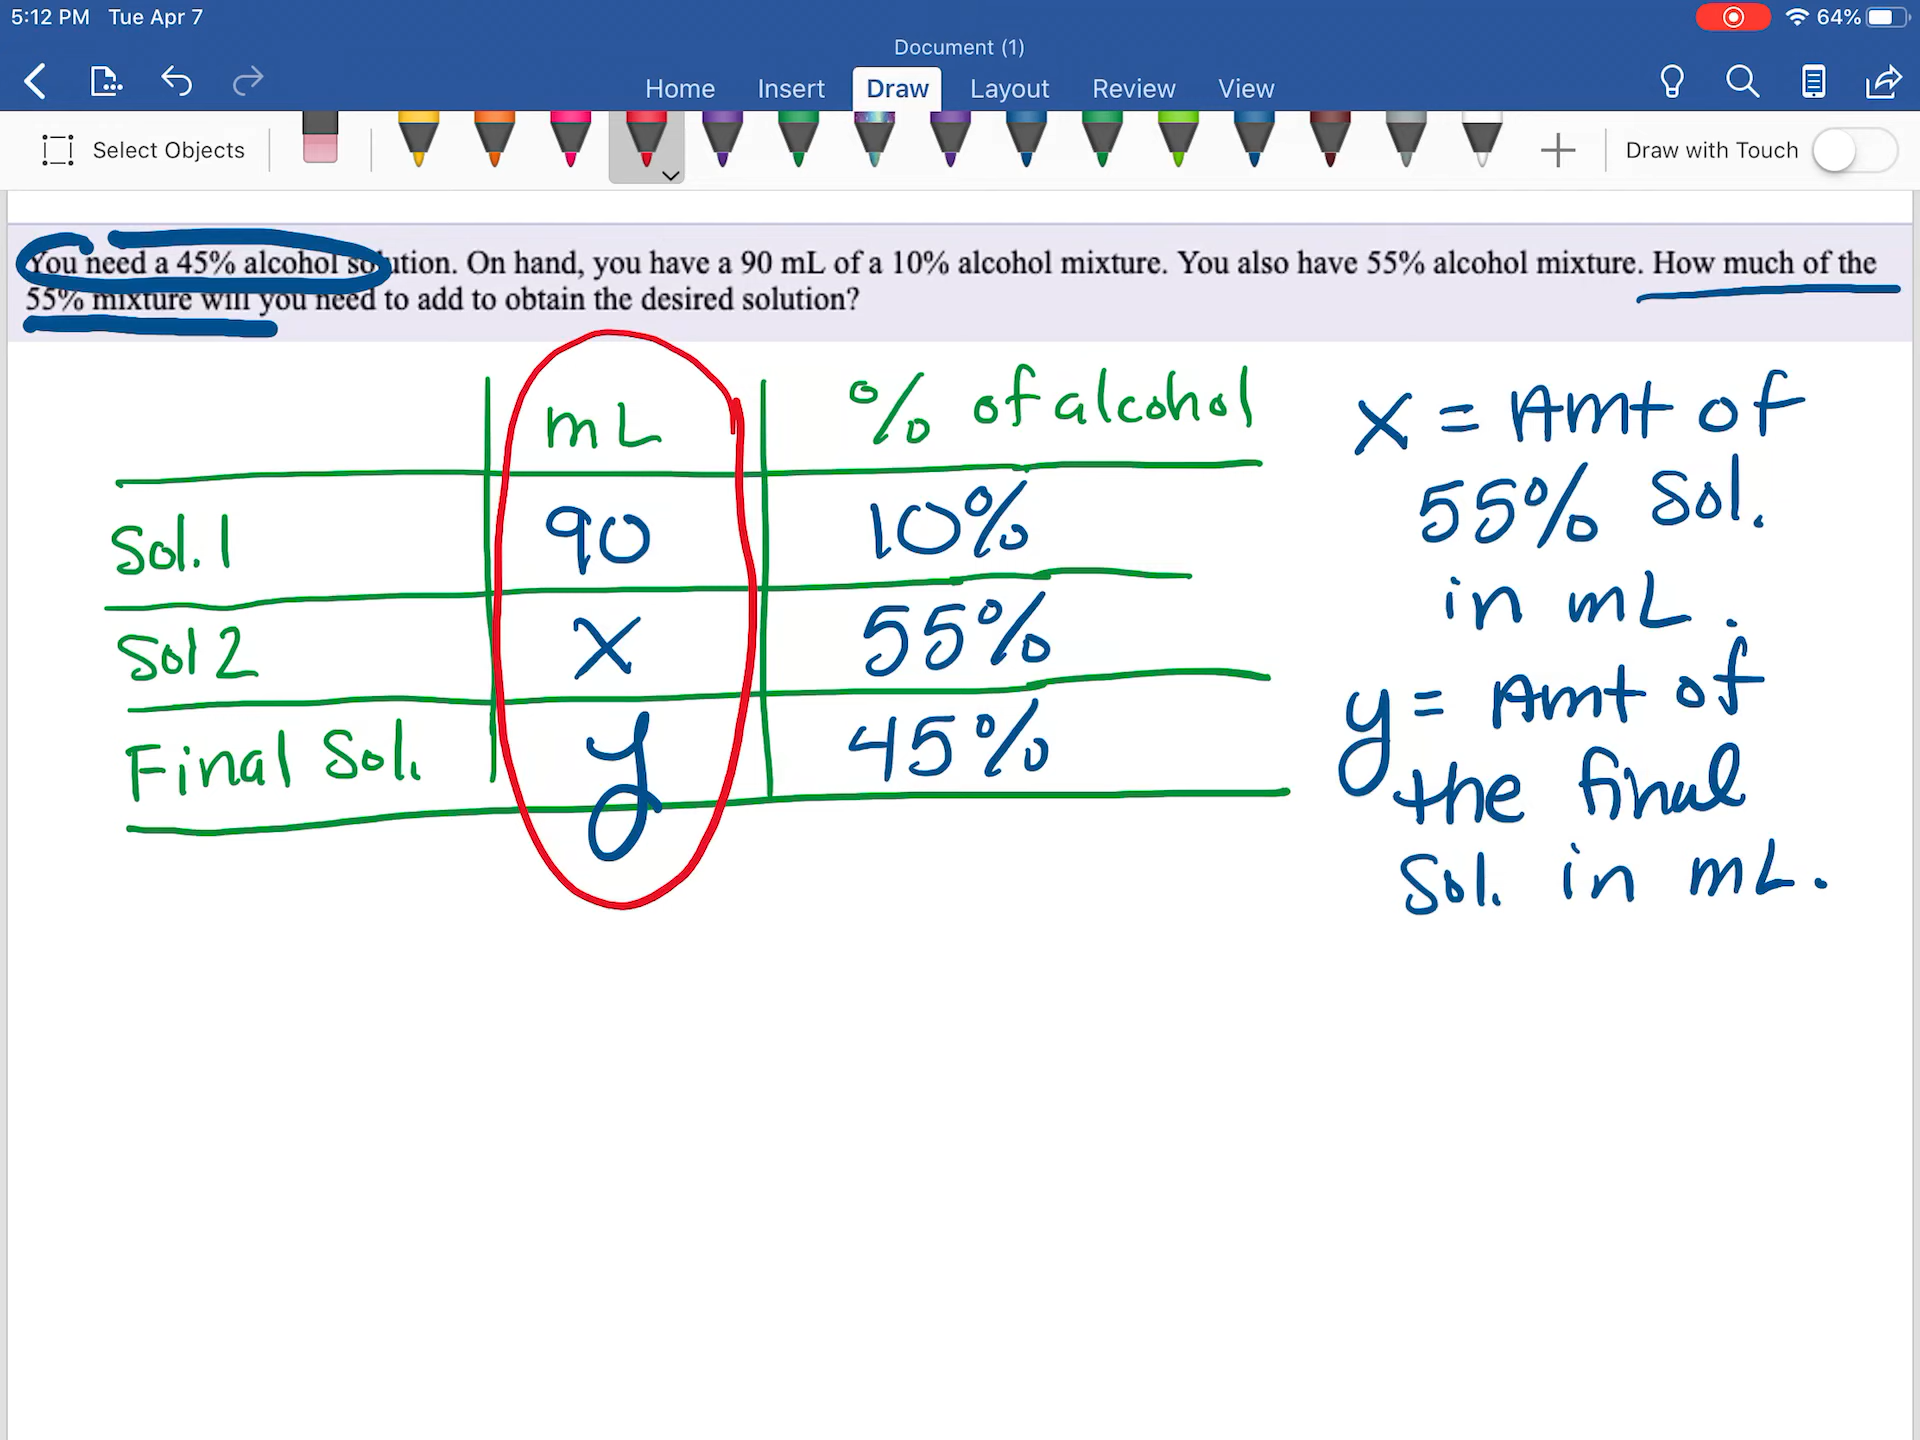 5:12 PM Tue Apr 7
64%
Document (1)
Home Insert Draw Layout Review View
Select Objects
Draw with Touch
You need a 45% alcohol solution. On hand, you have a 90 mL of a 10% alcohol mixture. You also have 55% alcohol mixture. How much of the
55% mixture will you need to add to obtain the desired solution?
mL % of alcohol
Sol. 1 90 10%
Sol 2 x 55%
Final Sol. y 45%
x = Amt of
55% Sol.
in mL.
y = Amt of
the final
Sol. in mL.